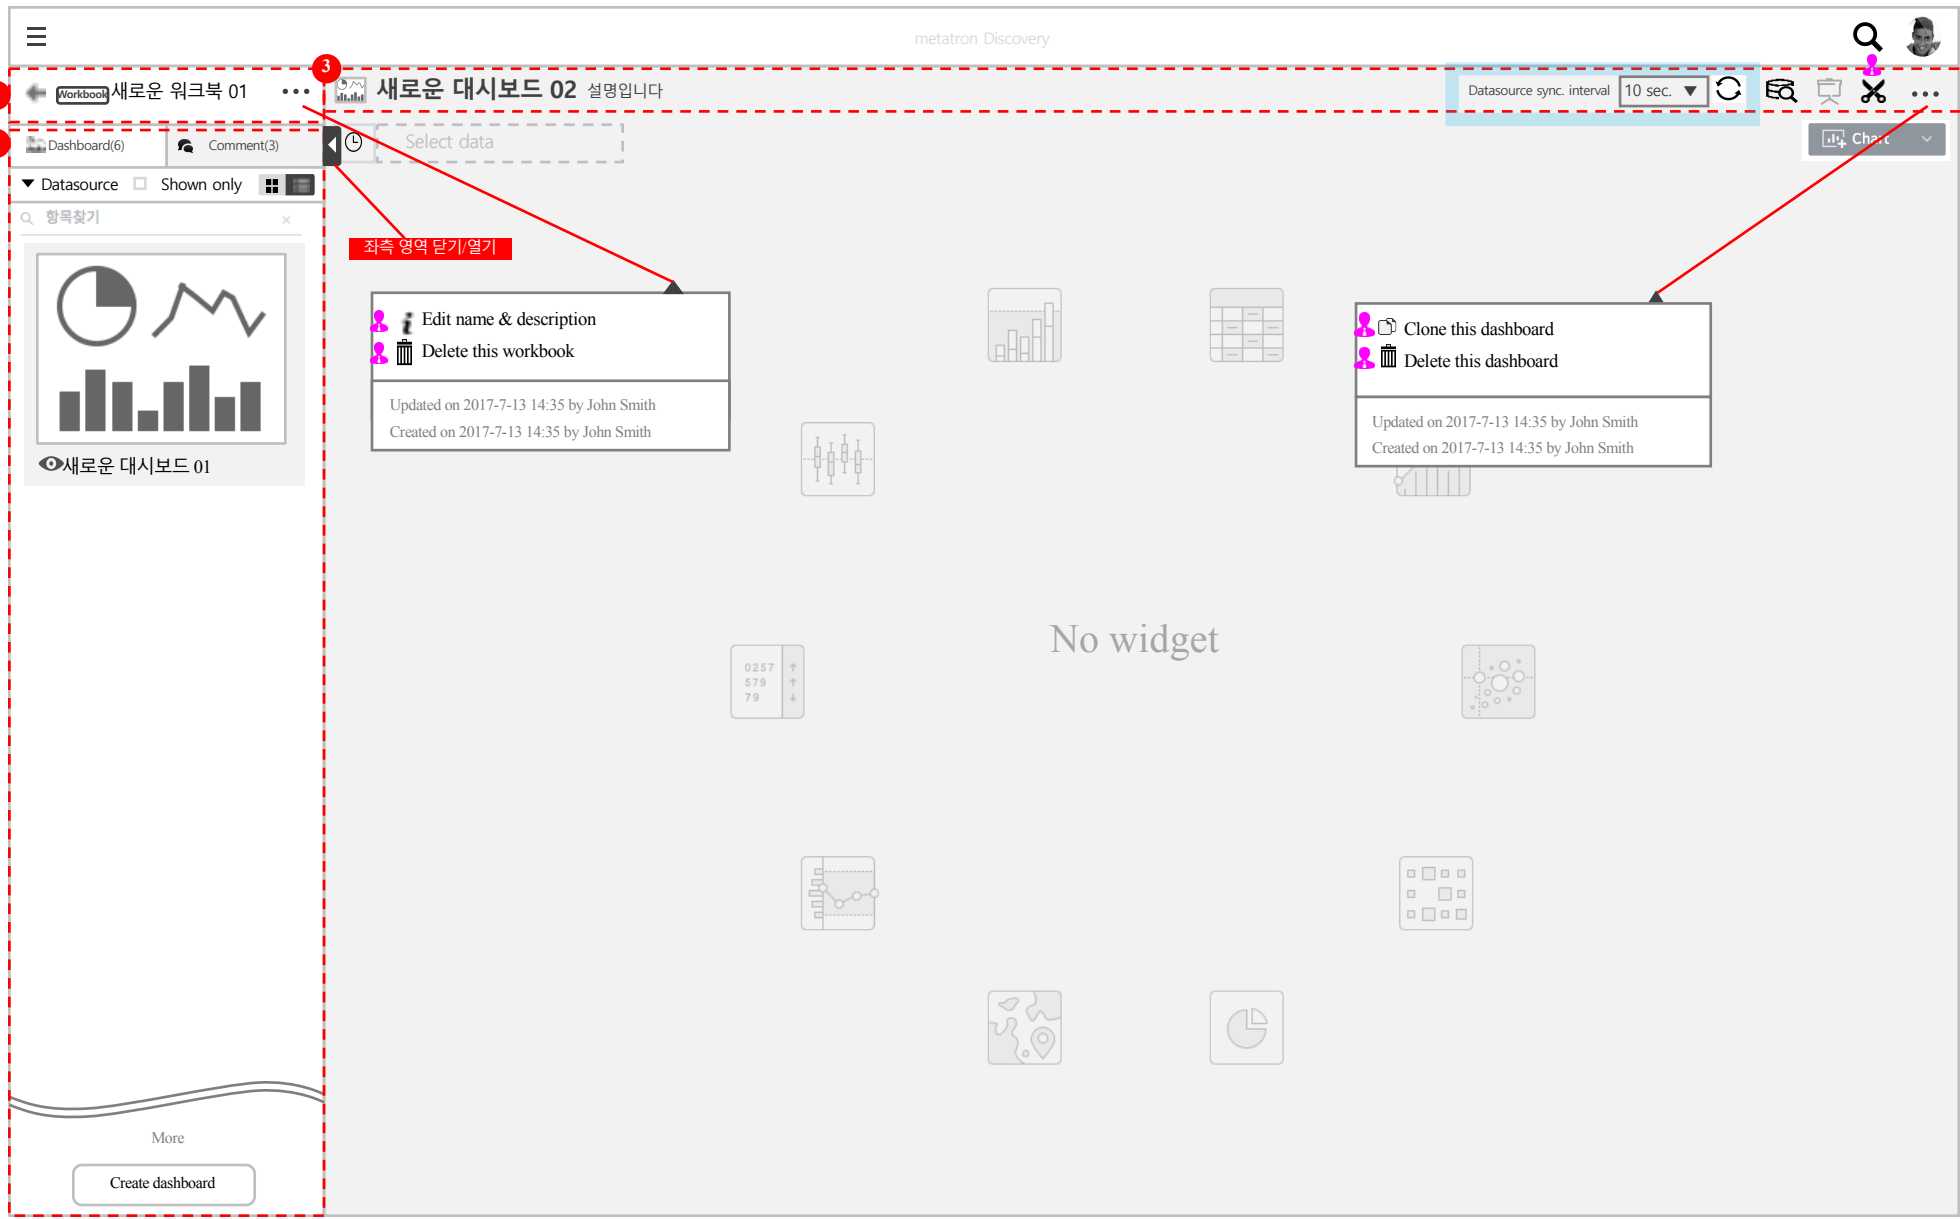 metatron Discovery
3
Workbook 새로운 워크북 01 •••
새로운 대시보드 02 설명입니다
Datasource sync. interval 10 sec. ▼
Dashboard(6)
Comment(3)
Select data
Chart
▼ Datasource
Shown only
항목찾기
좌측 영역 닫기/열기
Edit name & description
Delete this workbook
Updated on 2017-7-13 14:35 by John Smith
Created on 2017-7-13 14:35 by John Smith
Clone this dashboard
Delete this dashboard
Updated on 2017-7-13 14:35 by John Smith
Created on 2017-7-13 14:35 by John Smith
새로운 대시보드 01
No widget
0257
579
79
More
Create dashboard